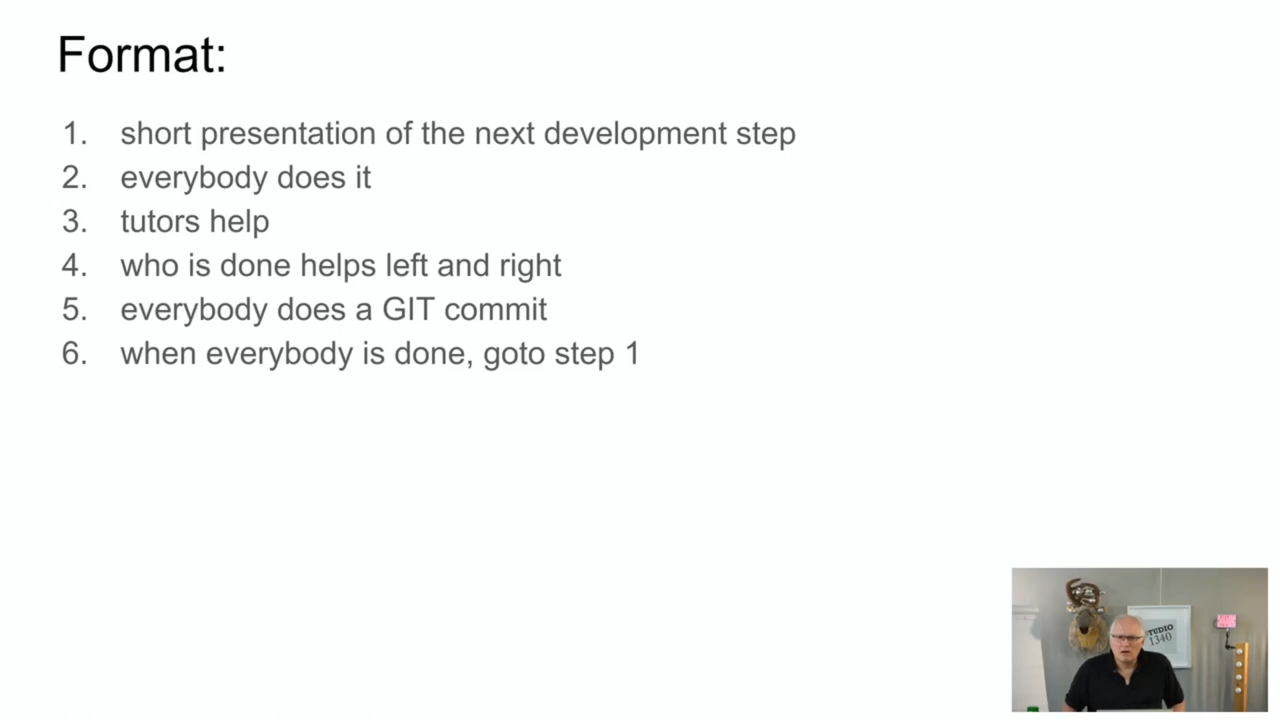 Format:
1. short presentation of the next development step
2. everybody does it
3. tutors help
4. who is done helps left and right
5. everybody does a GIT commit
6. when everybody is done, goto step 1
STUDIO
1340